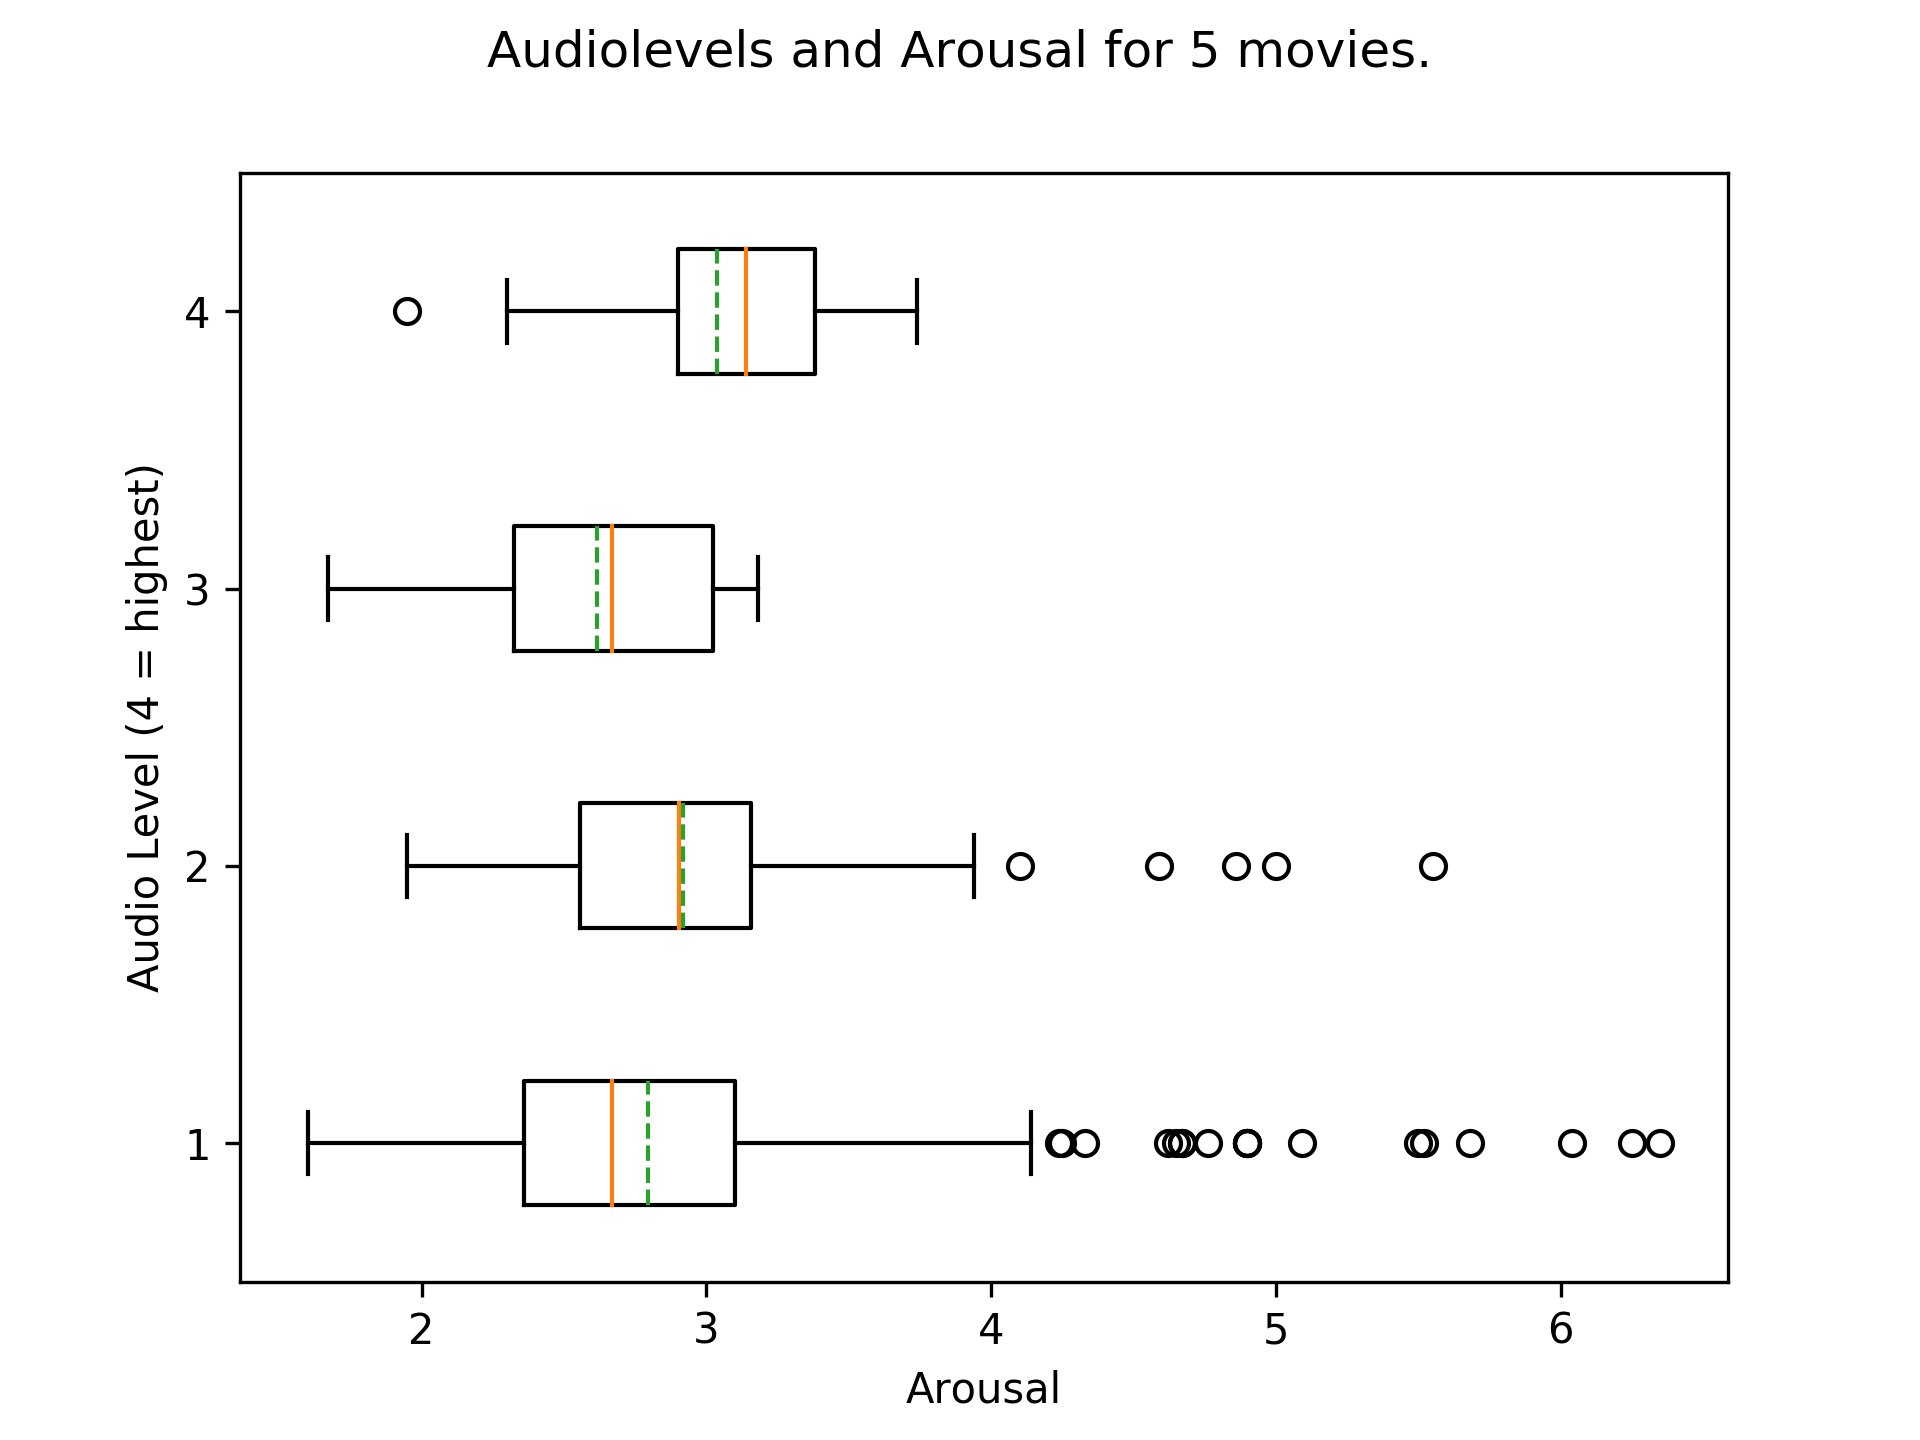 Audiolevels and Arousal for 5 movies.
Audio Level (4 = highest)
4
3
2
1
2 3 4 5 6
Arousal